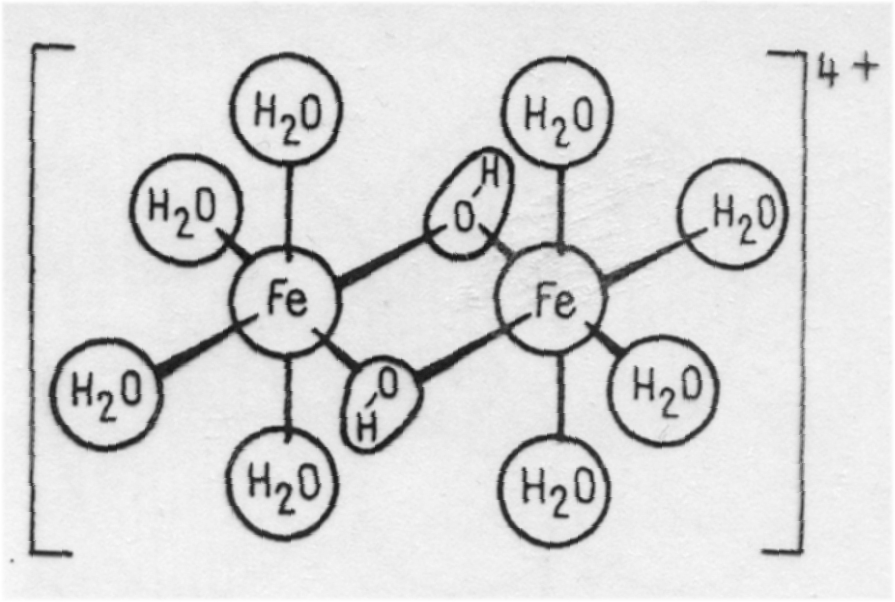 4+
H2O H2O
H
H2O O H2O
Fe Fe
H2O O H2O
H
H2O H2O